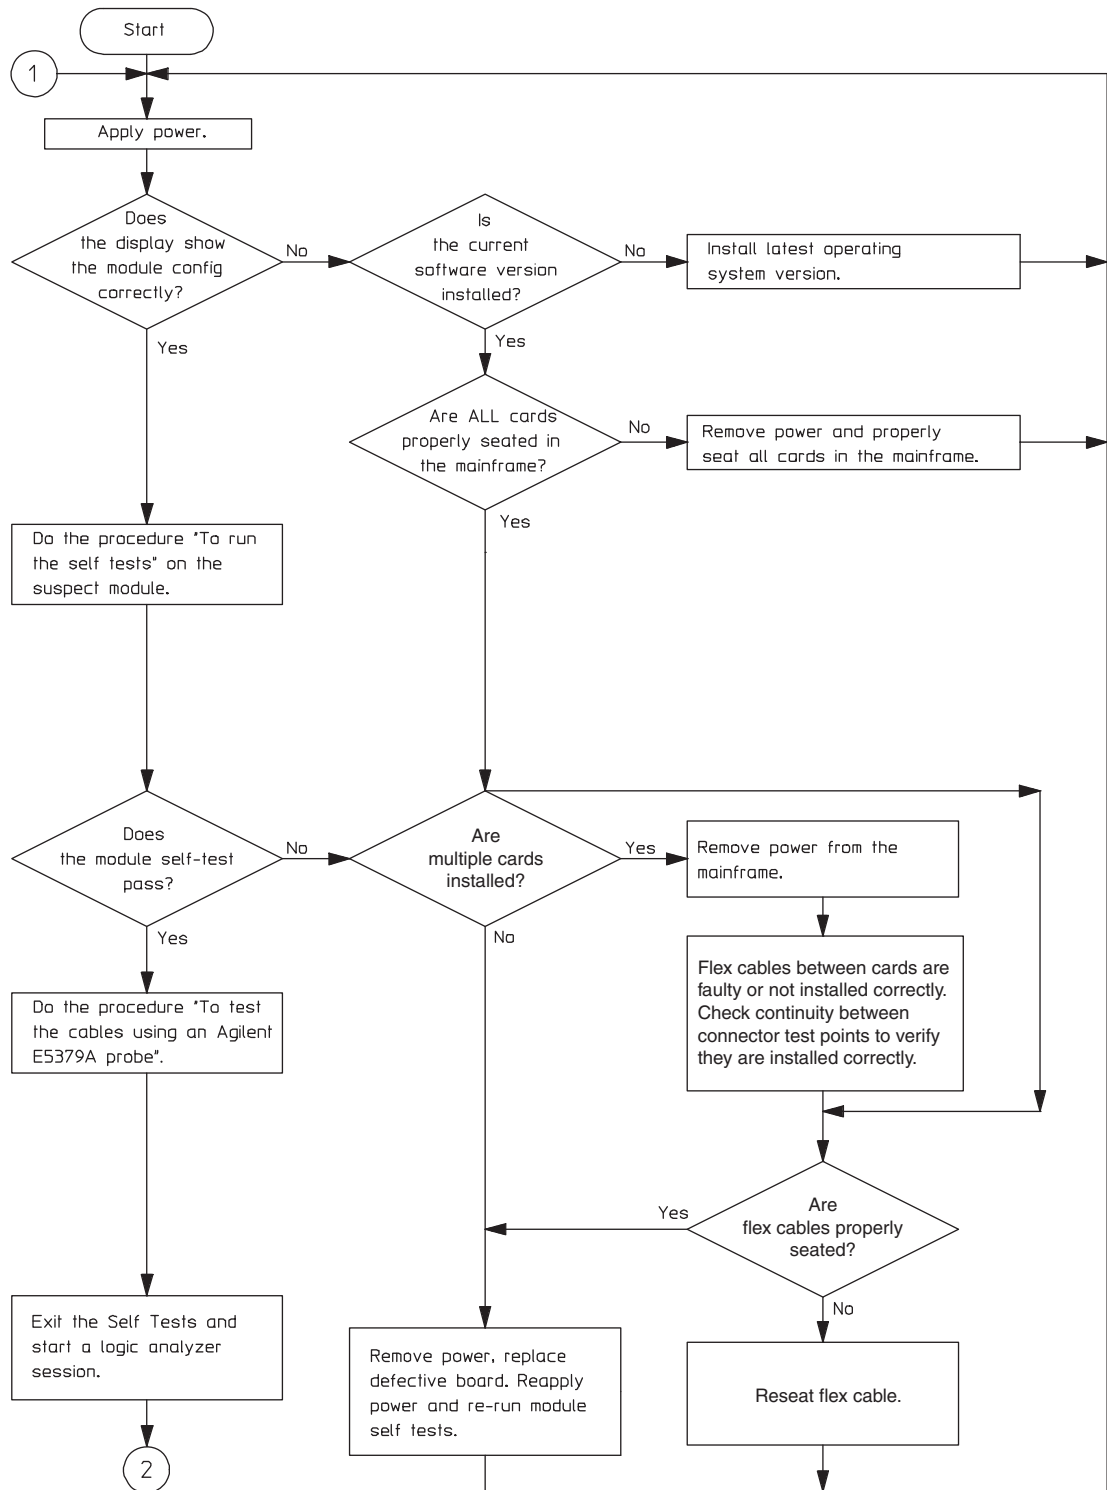 Start
1
Apply power.
Does
the display show
the module config
correctly?
No
Is
the current
software version
installed?
No
Install latest operating
system version.
Yes
Yes
Are ALL cards
properly seated in
the mainframe?
No
Remove power and properly
seat all cards in the mainframe.
Yes
Do the procedure "To run
the self tests" on the
suspect module.
Does
the module self-test
pass?
No
Are
multiple cards
installed?
Yes
Remove power from the
mainframe.
Yes
No
Flex cables between cards are
faulty or not installed correctly.
Check continuity between
connector test points to verify
they are installed correctly.
Do the procedure "To test
the cables using an Agilent
E5379A probe".
Are
flex cables properly
seated?
Yes
No
Exit the Self Tests and
start a logic analyzer
session.
Remove power, replace
defective board. Reapply
power and re-run module
self tests.
Reseat flex cable.
2